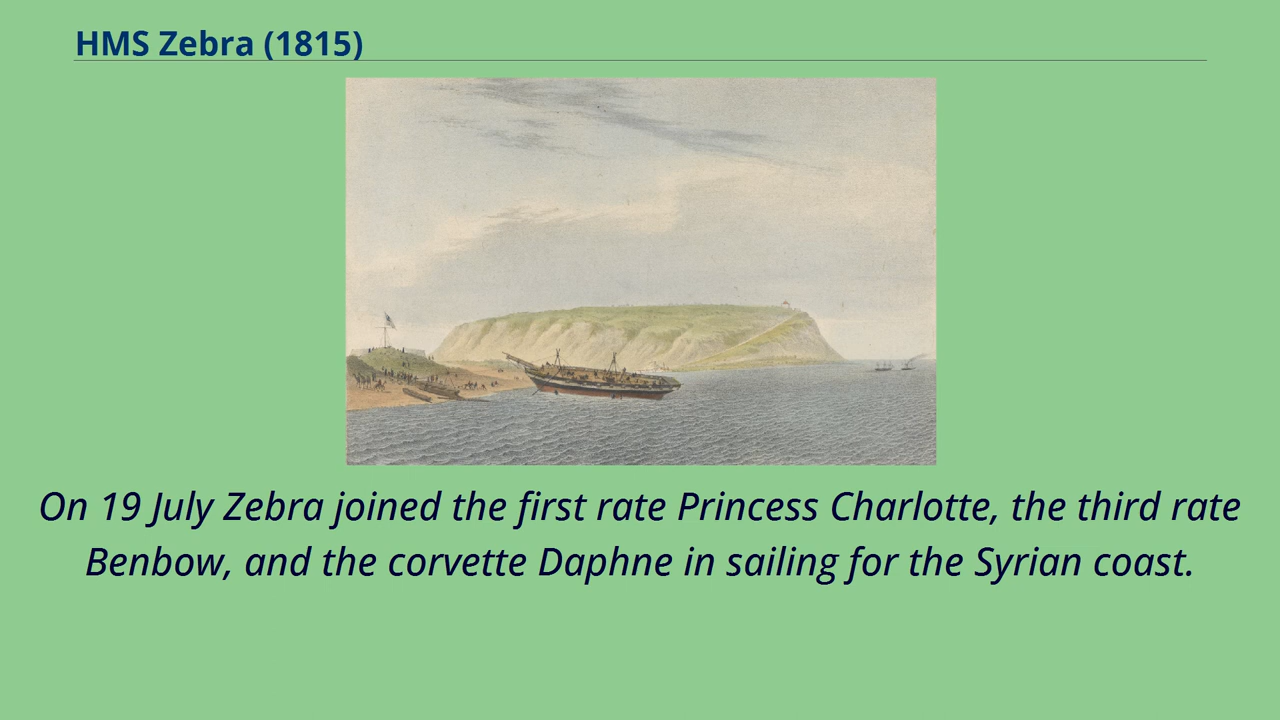 HMS Zebra (1815)
On 19 July Zebra joined the first rate Princess Charlotte, the third rate
Benbow, and the corvette Daphne in sailing for the Syrian coast.